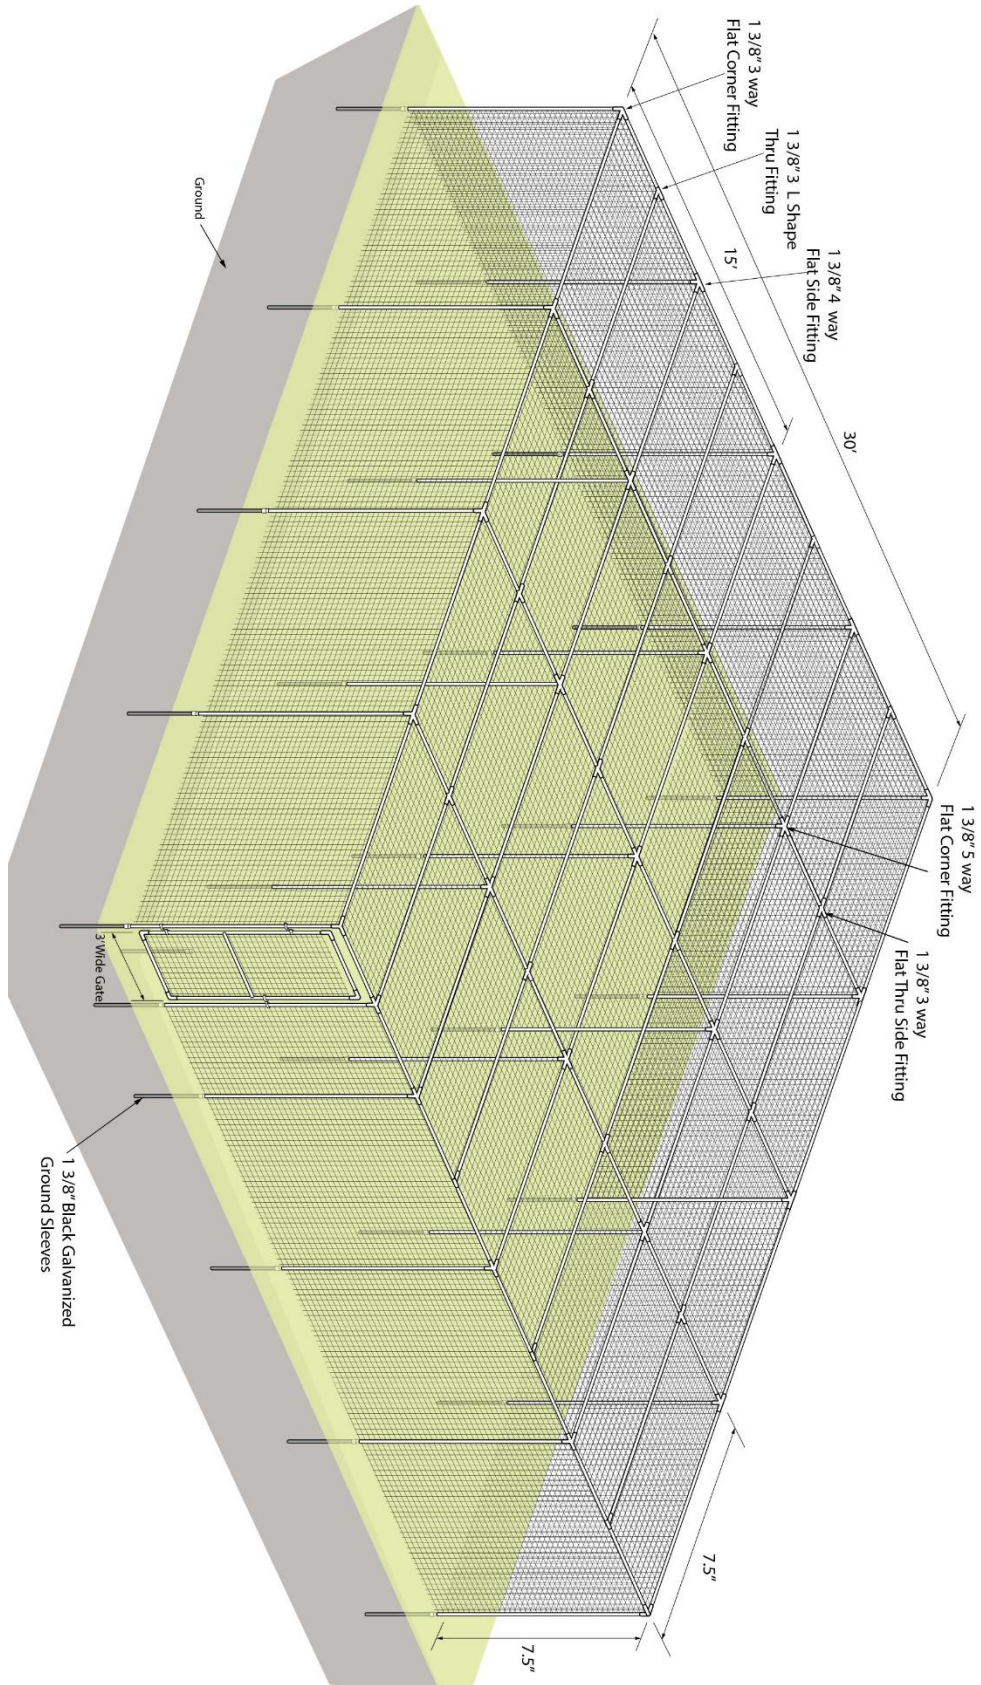 1 3/8" 3 way
Flat Corner Fitting
1 3/8" 3 L Shape
Thru Fitting
1 3/8" 4 way
Flat Side Fitting
15'
30'
1 3/8" 5 way
Flat Corner Fitting
1 3/8" 3 way
Flat Thru Side Fitting
Ground
3' Wide Gate
1 3/8" Black Galvanized
Ground Sleeves
7.5"
7.5"